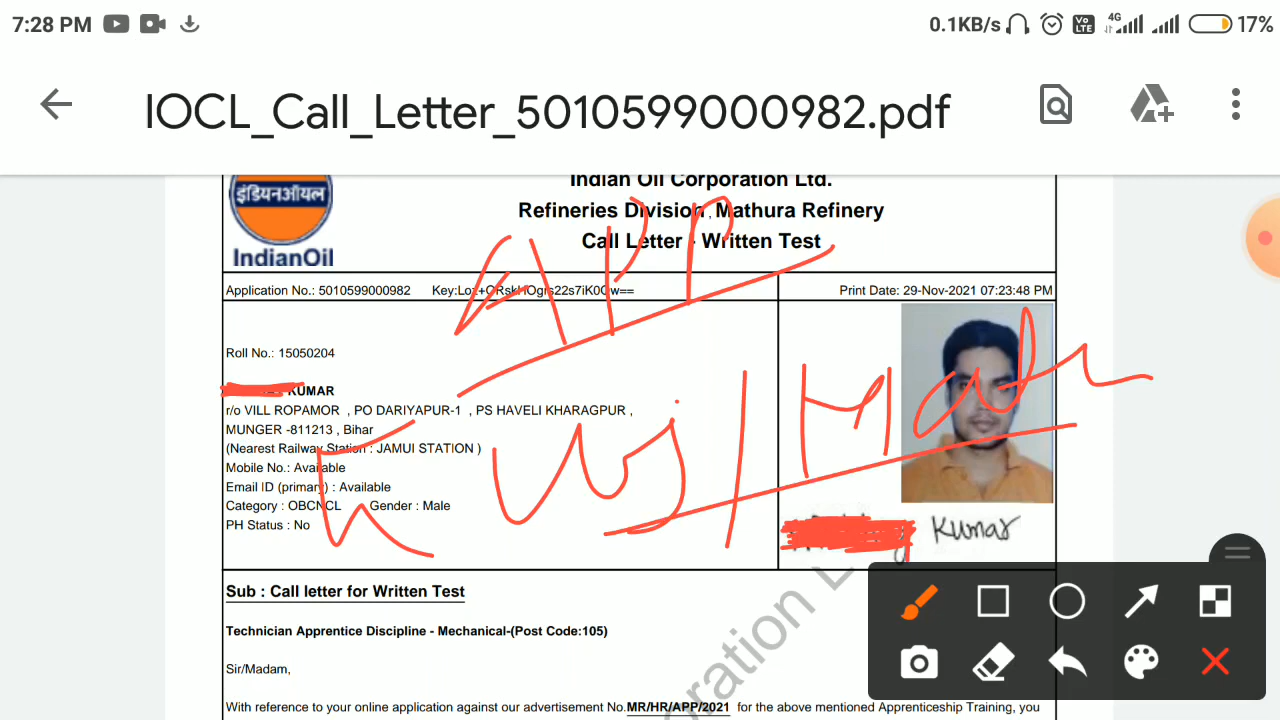 7:28 PM 0.1KB/s Vo LTE 4G 17%
IOCL_Call_Letter_5010599000982.pdf
इंडियनऑयल
IndianOil
Indian Oil Corporation Ltd.
Refineries Division , Mathura Refinery
Call Letter - Written Test
APP
Application No.: 5010599000982 Print Date: 29-Nov-2021 07:23:48 PM
Roll No.: 15050204
KUMAR
r/o VILL ROPAMOR , PO DARIYAPUR-1 , PS HAVELI KHARAGPUR ,
MUNGER -811213 , Bihar
(Nearest Railway Station : JAMUI STATION )
Mobile No.: Available
Email ID (primary) : Available
Category : OBCNCL Gender : Male
PH Status : No
Kumar
Sub : Call letter for Written Test
Technician Apprentice Discipline - Mechanical-(Post Code:105)
Sir/Madam,
With reference to your online application against our advertisement No.MR/HR/APP/2021 for the above mentioned Apprenticeship Training, you